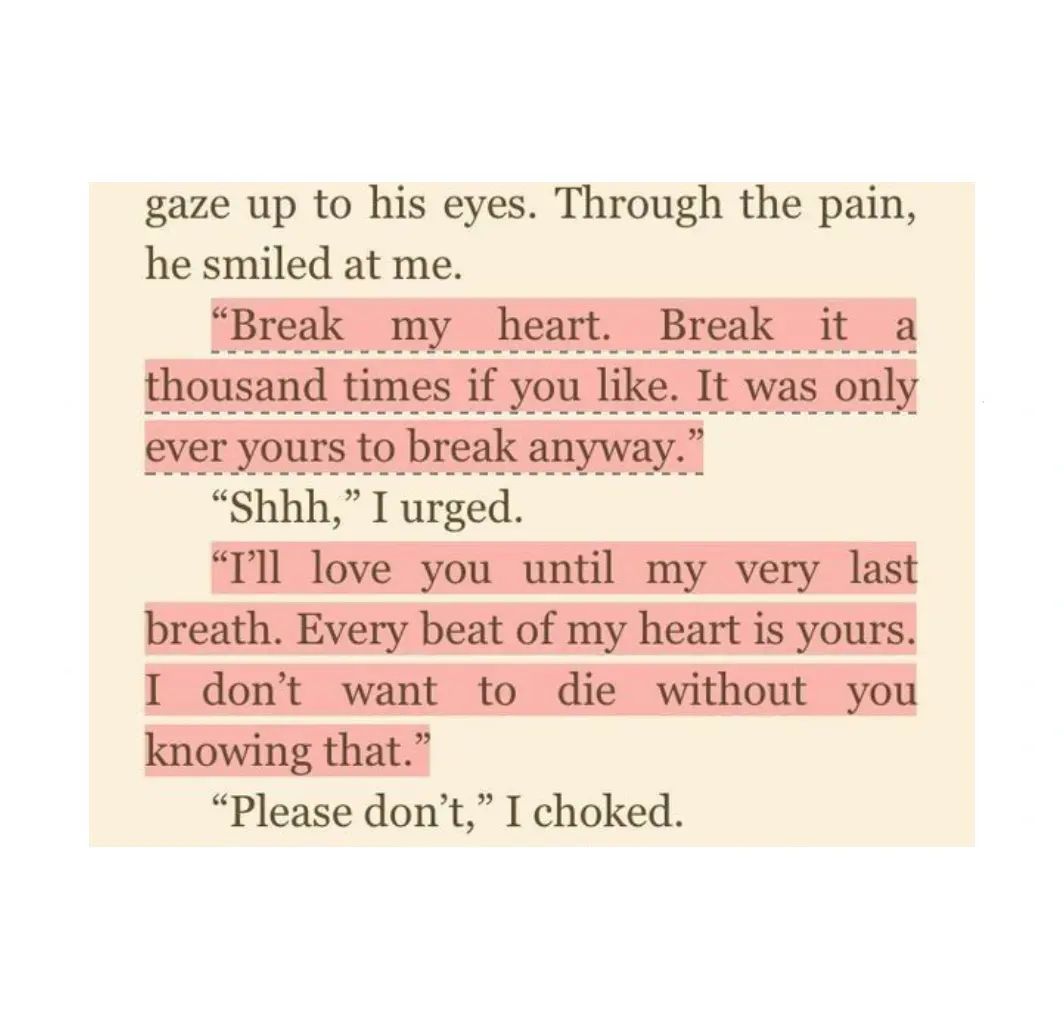 gaze up to his eyes. Through the pain,
he smiled at me.
“Break my heart. Break it a
thousand times if you like. It was only
ever yours to break anyway.”
“Shhh,” I urged.
“I’ll love you until my very last
breath. Every beat of my heart is yours.
I don’t want to die without you
knowing that.”
“Please don’t,” I choked.